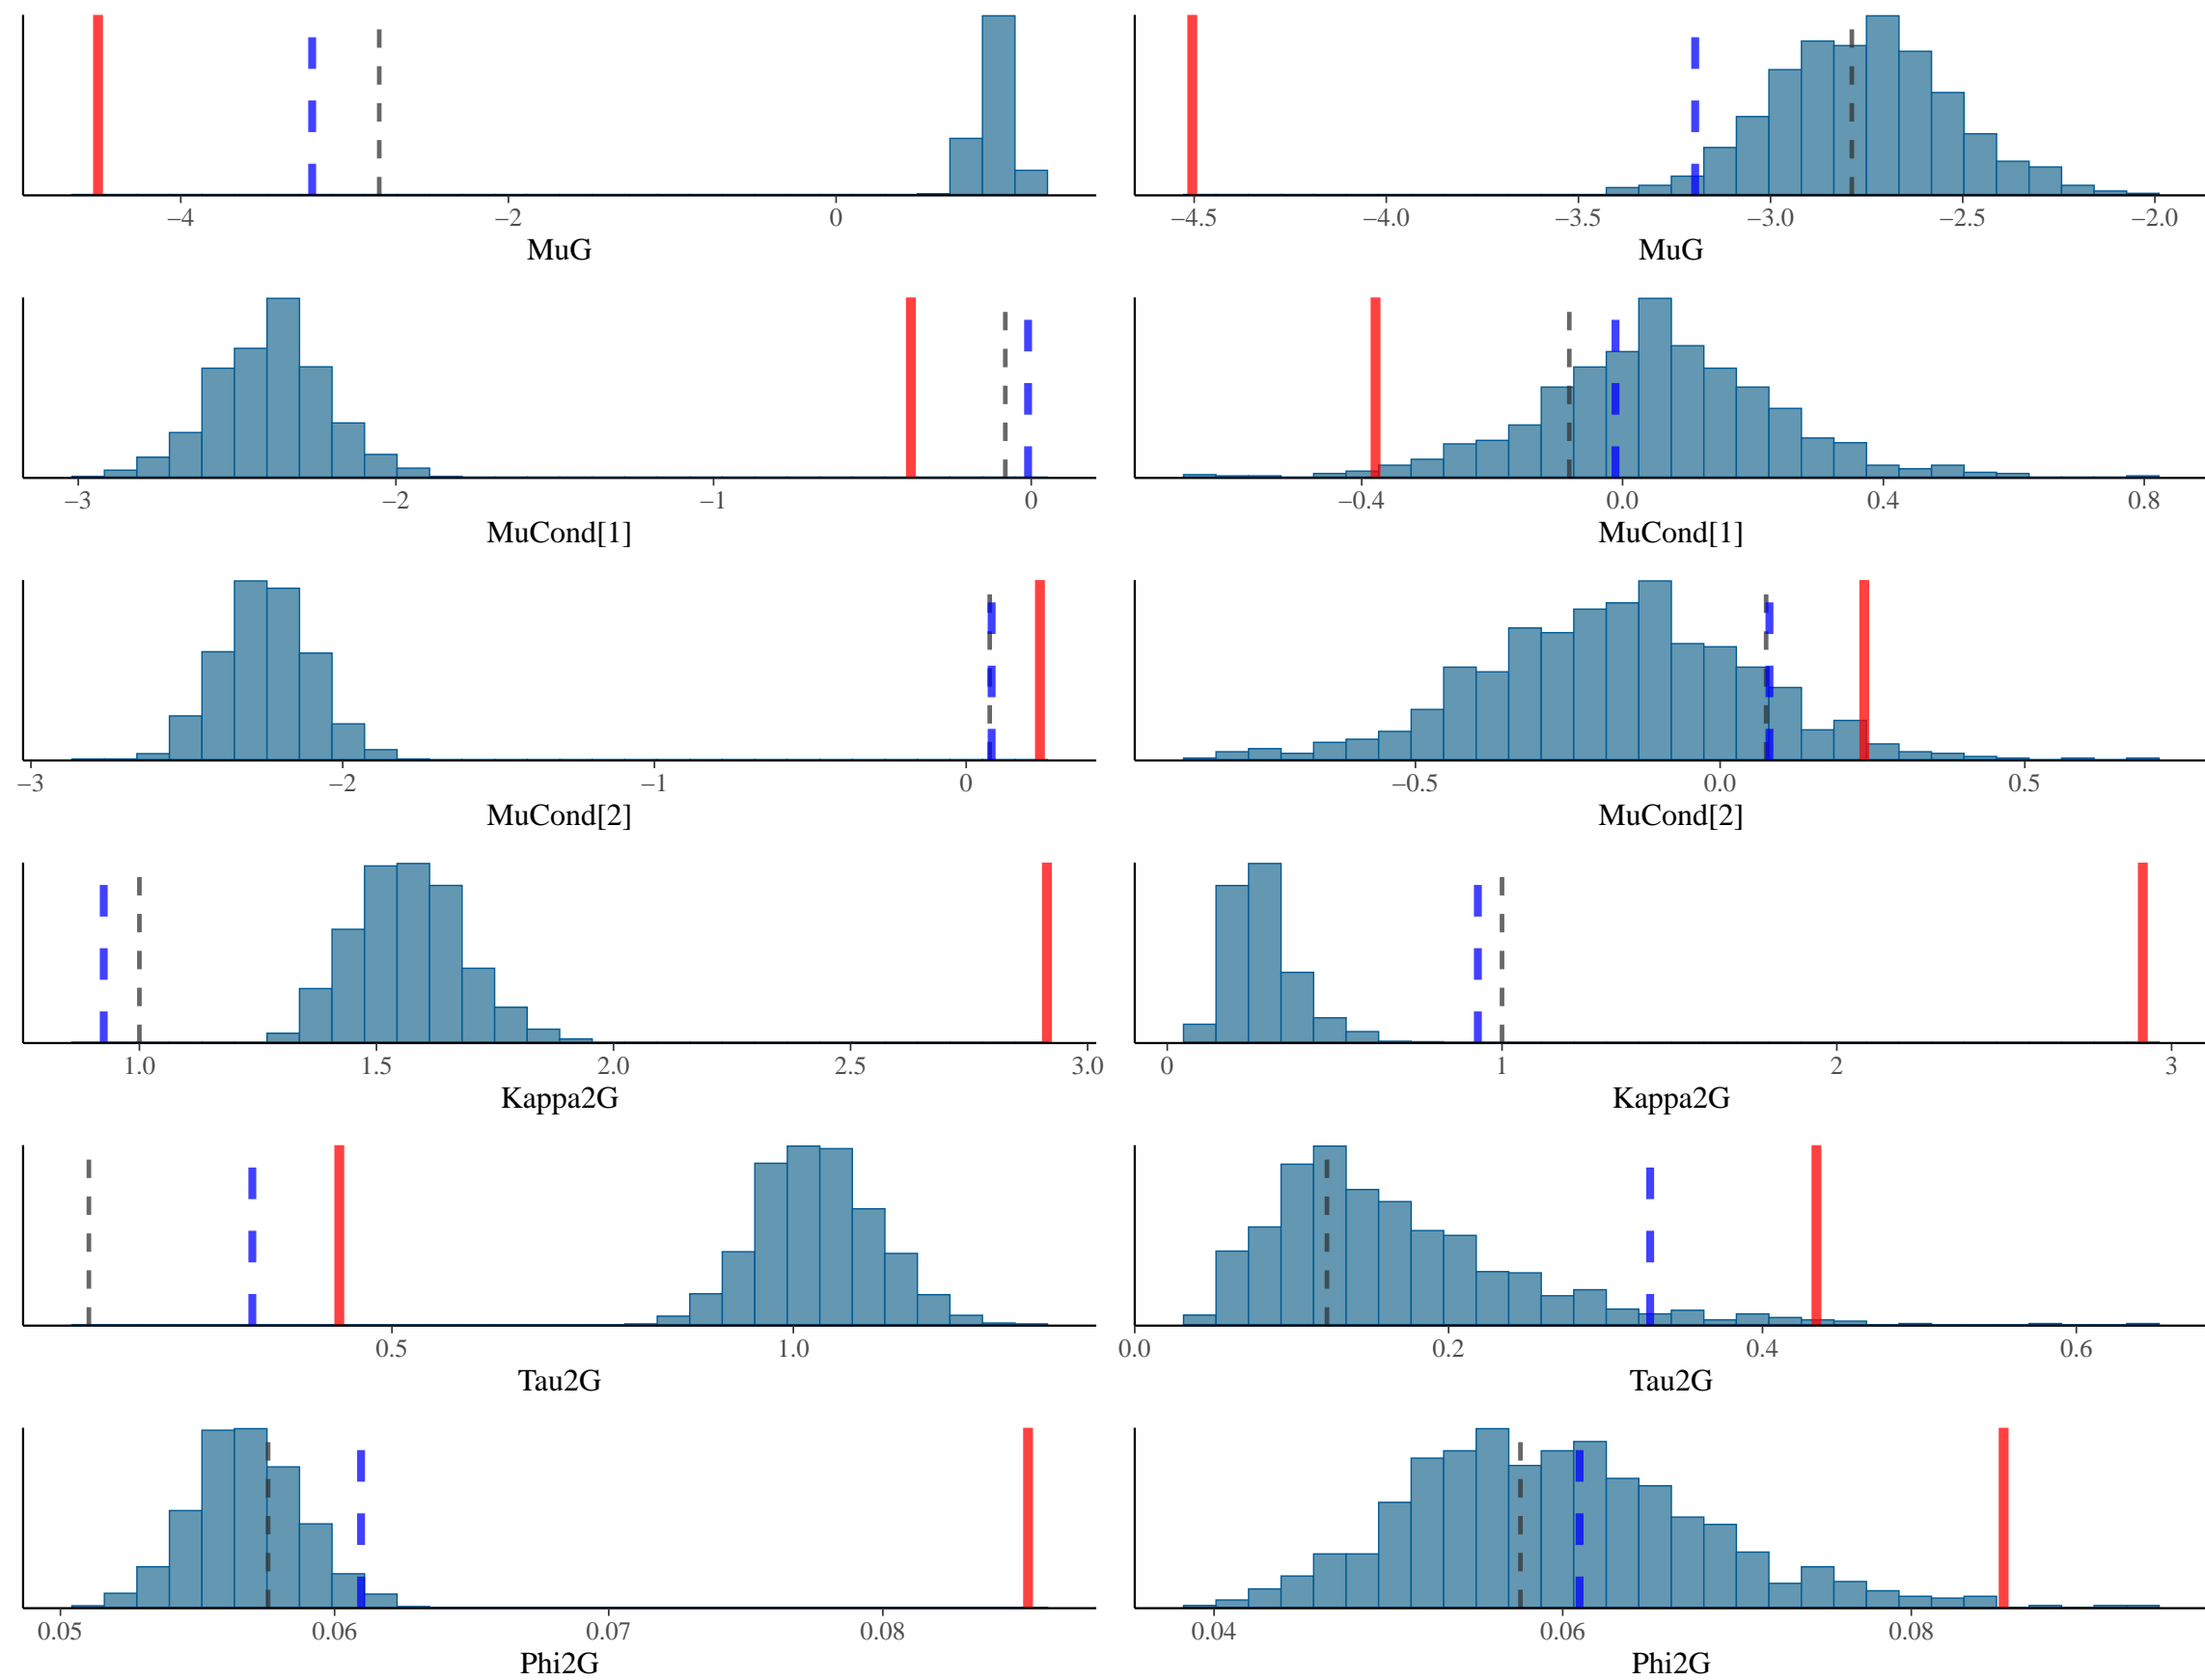 −4 −2 0 −4.5 −4.0 −3.5 −3.0 −2.5 −2.0
MuG MuG
−3 −2 −1 0 −0.4 0.0 0.4 0.8
MuCond[1] MuCond[1]
−3 −2 −1 0 −0.5 0.0 0.5
MuCond[2] MuCond[2]
1.0 1.5 2.0 2.5 3.0 0 1 2 3
Kappa2G Kappa2G
0.5 1.0 0.0 0.2 0.4 0.6
Tau2G Tau2G
0.05 0.06 0.07 0.08 0.04 0.06 0.08
Phi2G Phi2G